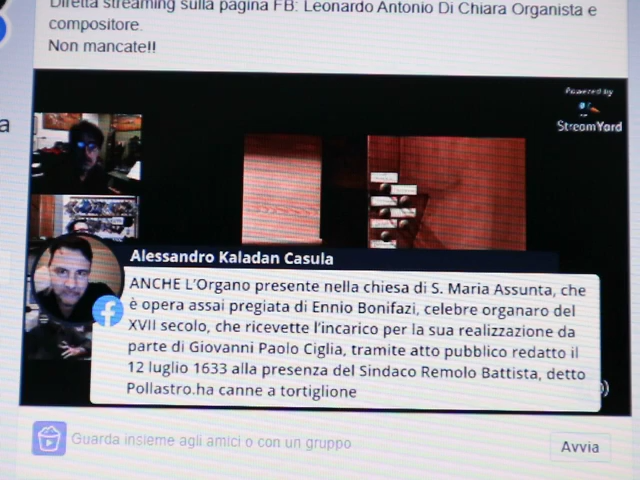 Diretta streaming sulla pagina FB: Leonardo Antonio Di Chiara Organista e
compositore.
Non mancate!!
Powered by
StreamYard
Alessandro Kaladan Casula
ANCHE L'Organo presente nella chiesa di S. Maria Assunta, che
è opera assai pregiata di Ennio Bonifazi, celebre organaro del
XVII secolo, che ricevette l'incarico per la sua realizzazione da
parte di Giovanni Paolo Ciglia, tramite atto pubblico redatto il
12 luglio 1633 alla presenza del Sindaco Remolo Battista, detto
Pollastro.ha canne a tortiglione
Guarda insieme agli amici o con un gruppo
Avvia